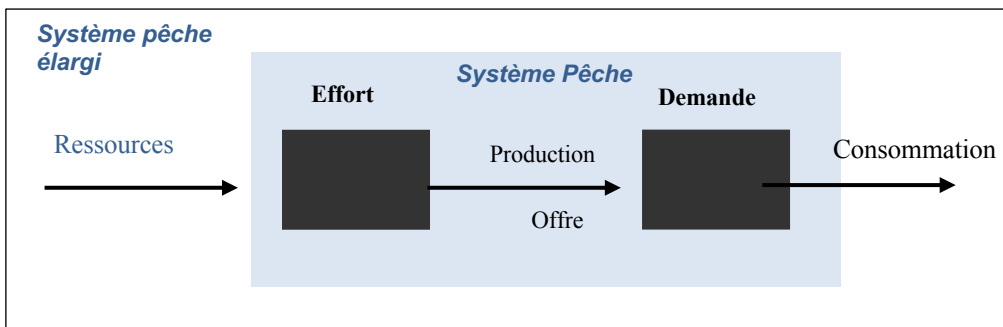 Système pêche
élargi
Système Pêche
Effort
Demande
Ressources
Production
Consommation
Offre